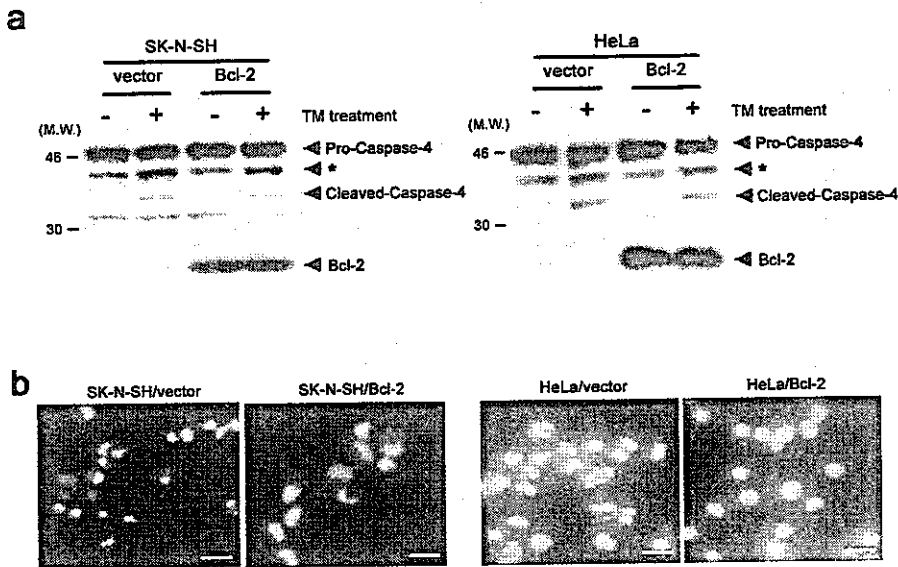 a
SK-N-SH
vector Bcl-2
- + - + TM treatment
(M.W.)
46
Pro-Caspase-4
*
Cleaved-Caspase-4
30
Bcl-2
HeLa
vector Bcl-2
- + - + TM treatment
(M.W.)
46
Pro-Caspase-4
*
Cleaved-Caspase-4
30
Bcl-2
b
SK-N-SH/vector
SK-N-SH/Bcl-2
HeLa/vector
HeLa/Bcl-2